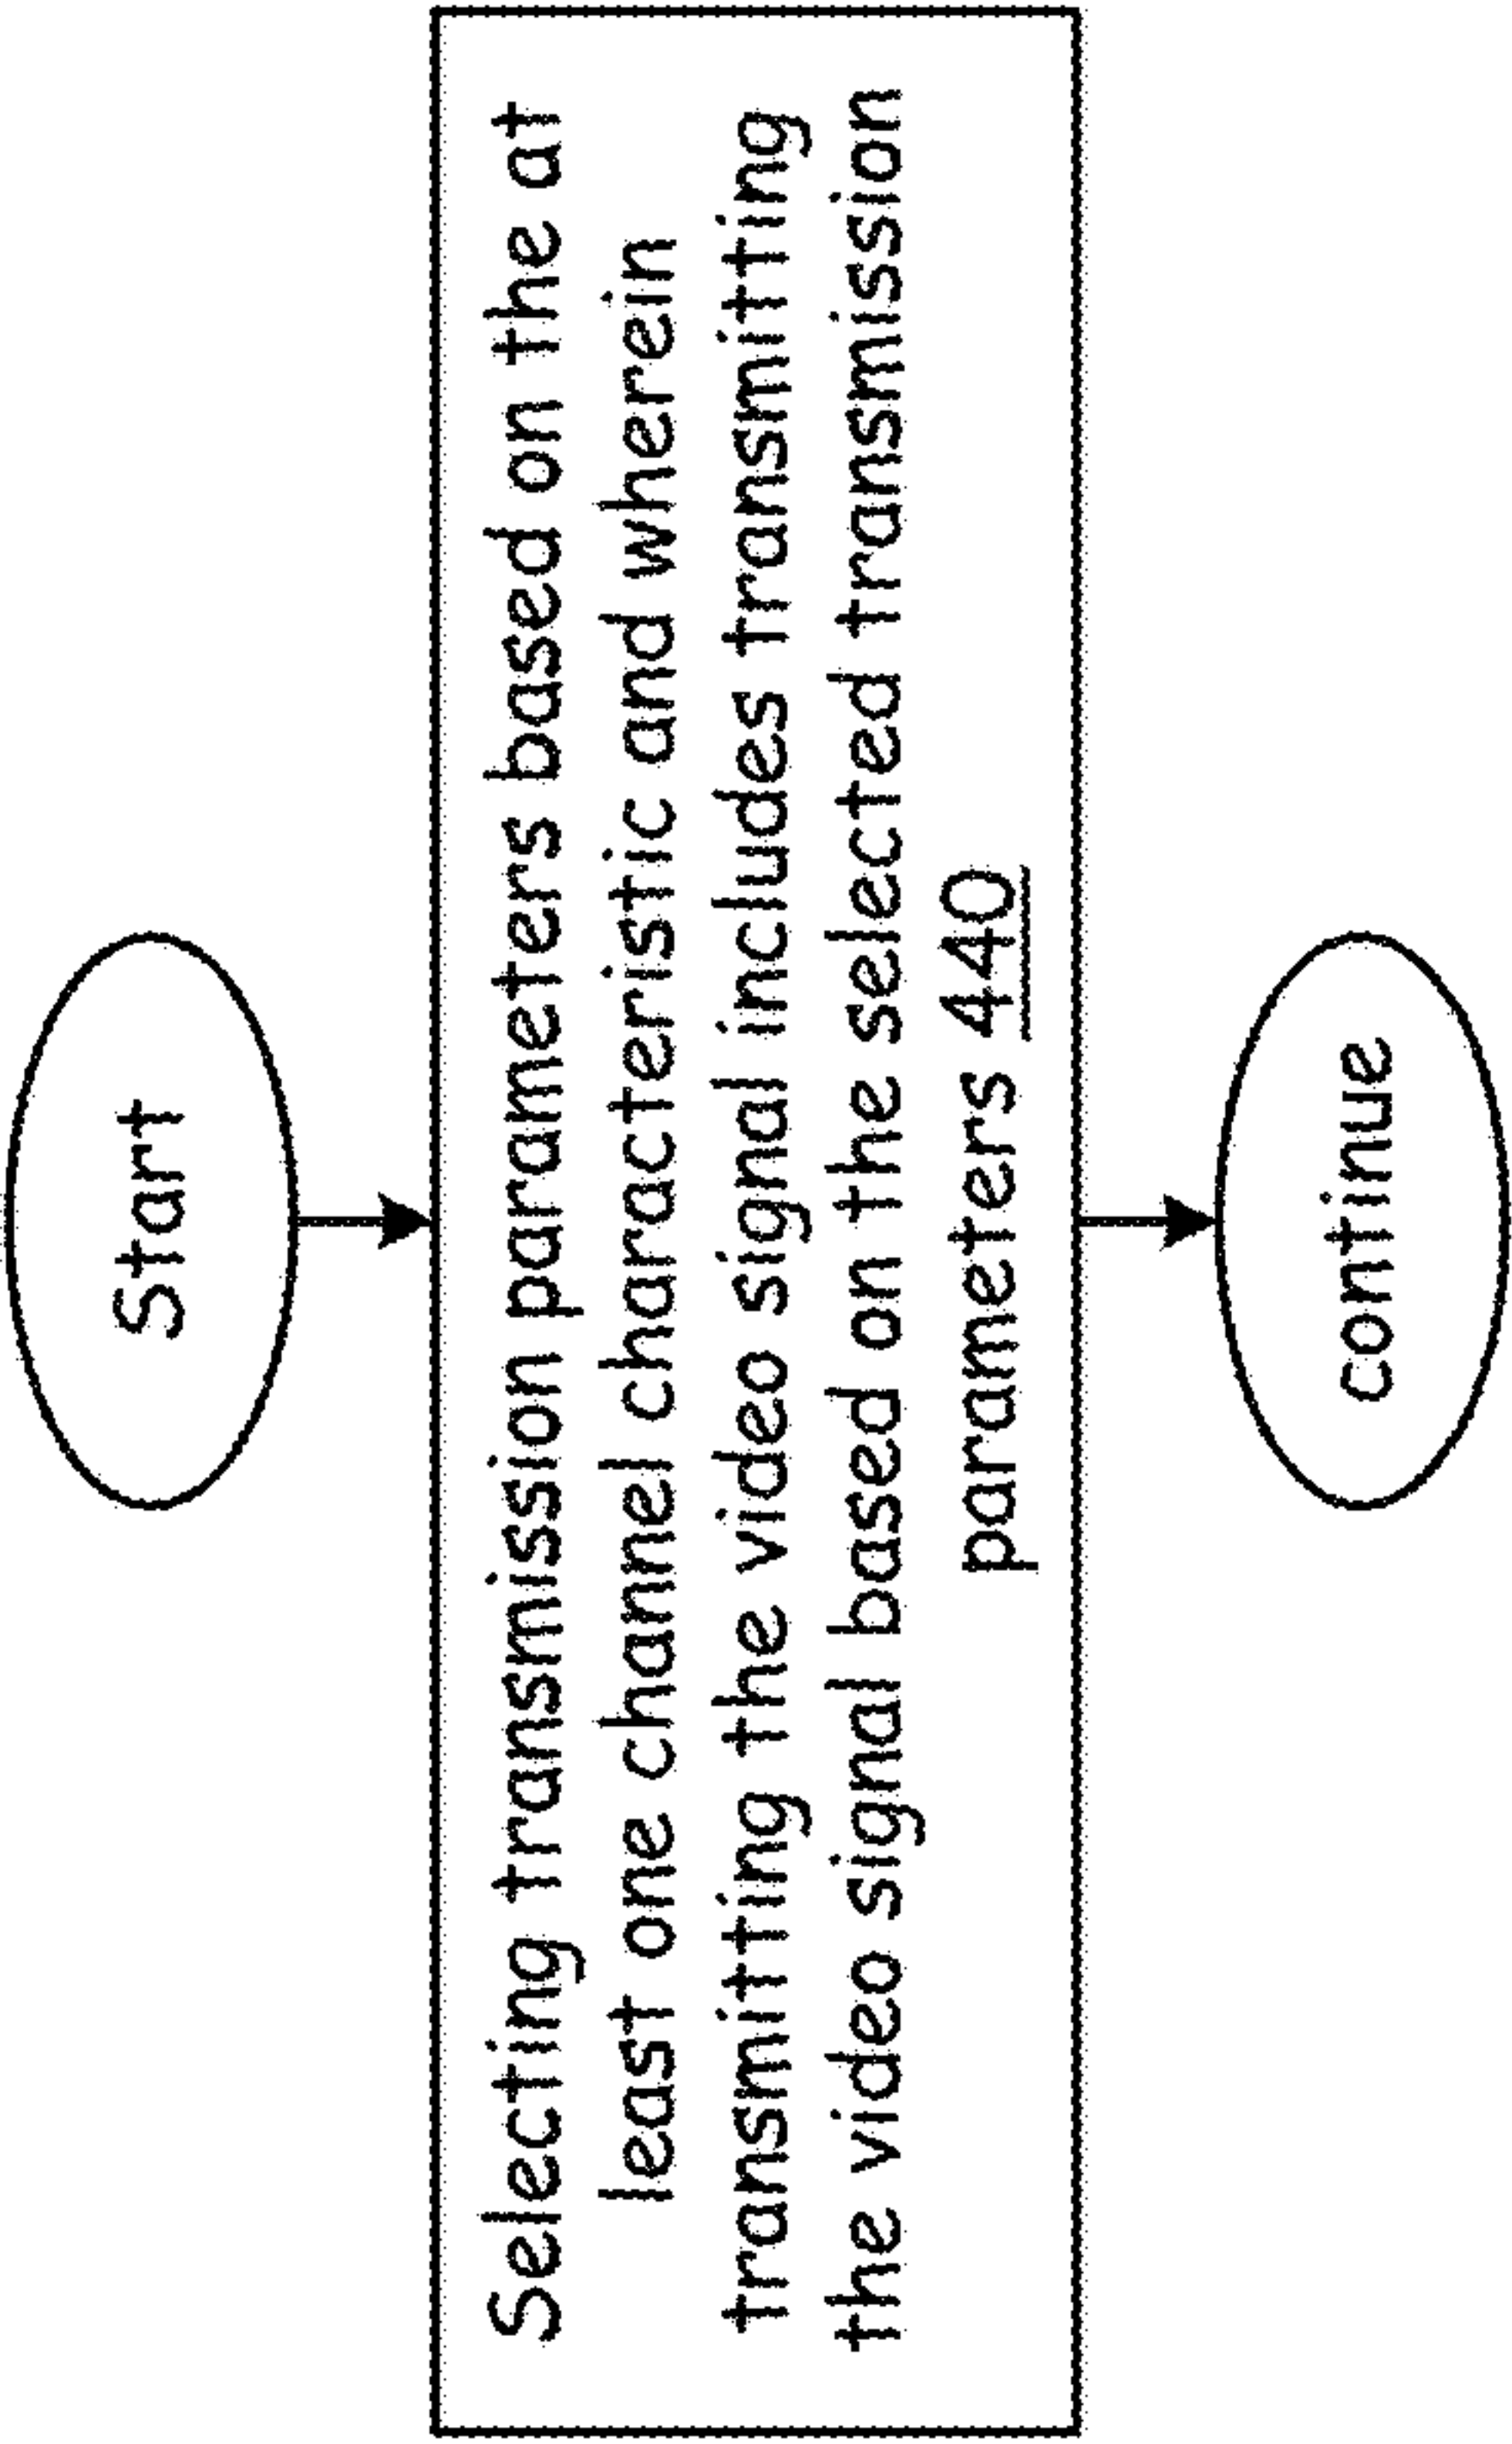 Start
Selecting transmission parameters based on the at
least one channel characteristic and wherein
transmitting the video signal includes transmitting
the video signal based on the selected transmission
parameters 440
continue